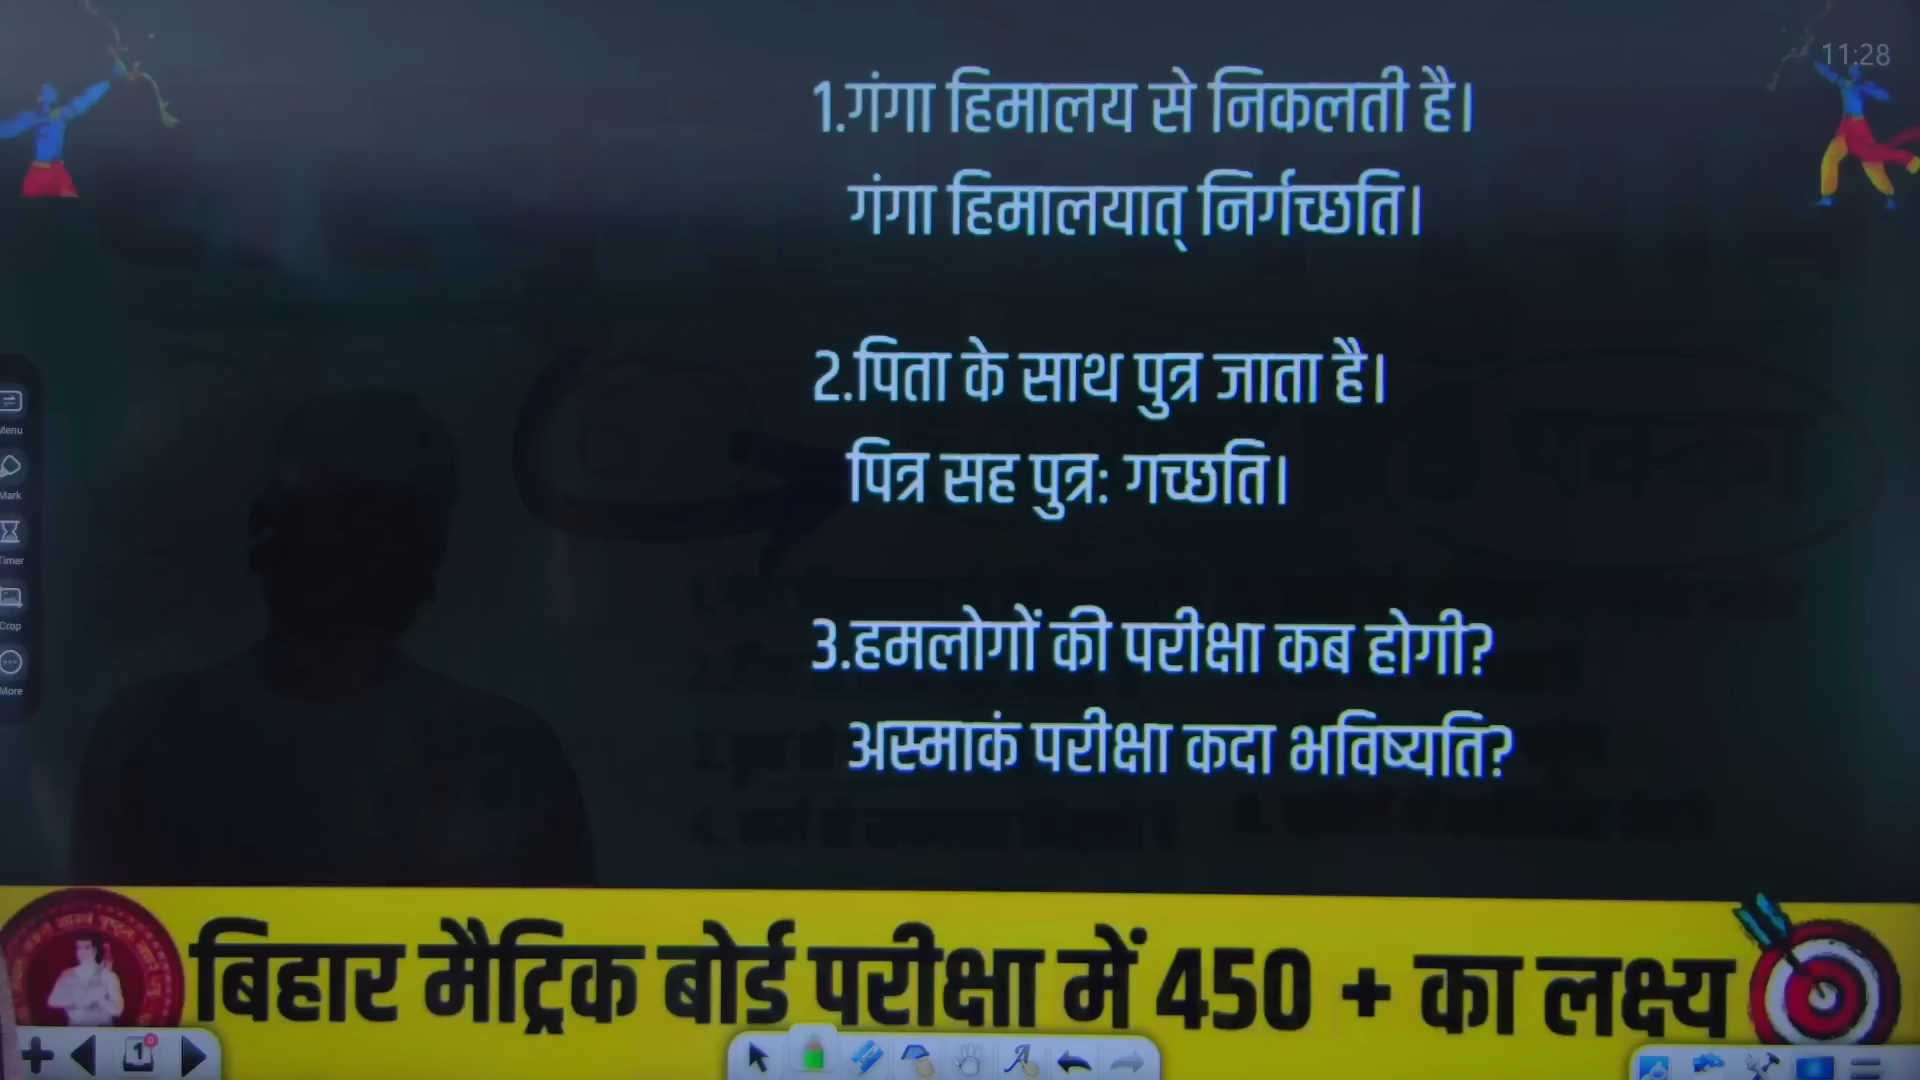 11:28
1.गंगा हिमालय से निकलती है।
गंगा हिमालयात् निर्गच्छति।
2.पिता के साथ पुत्र जाता है।
पित्र सह पुत्रः गच्छति।
3.हमलोगों की परीक्षा कब होगी?
अस्माकं परीक्षा कदा भविष्यति?
Menu
Mark
Timer
Crop
More
बिहार मैट्रिक बोर्ड परीक्षा में 450 + का लक्ष्य
1